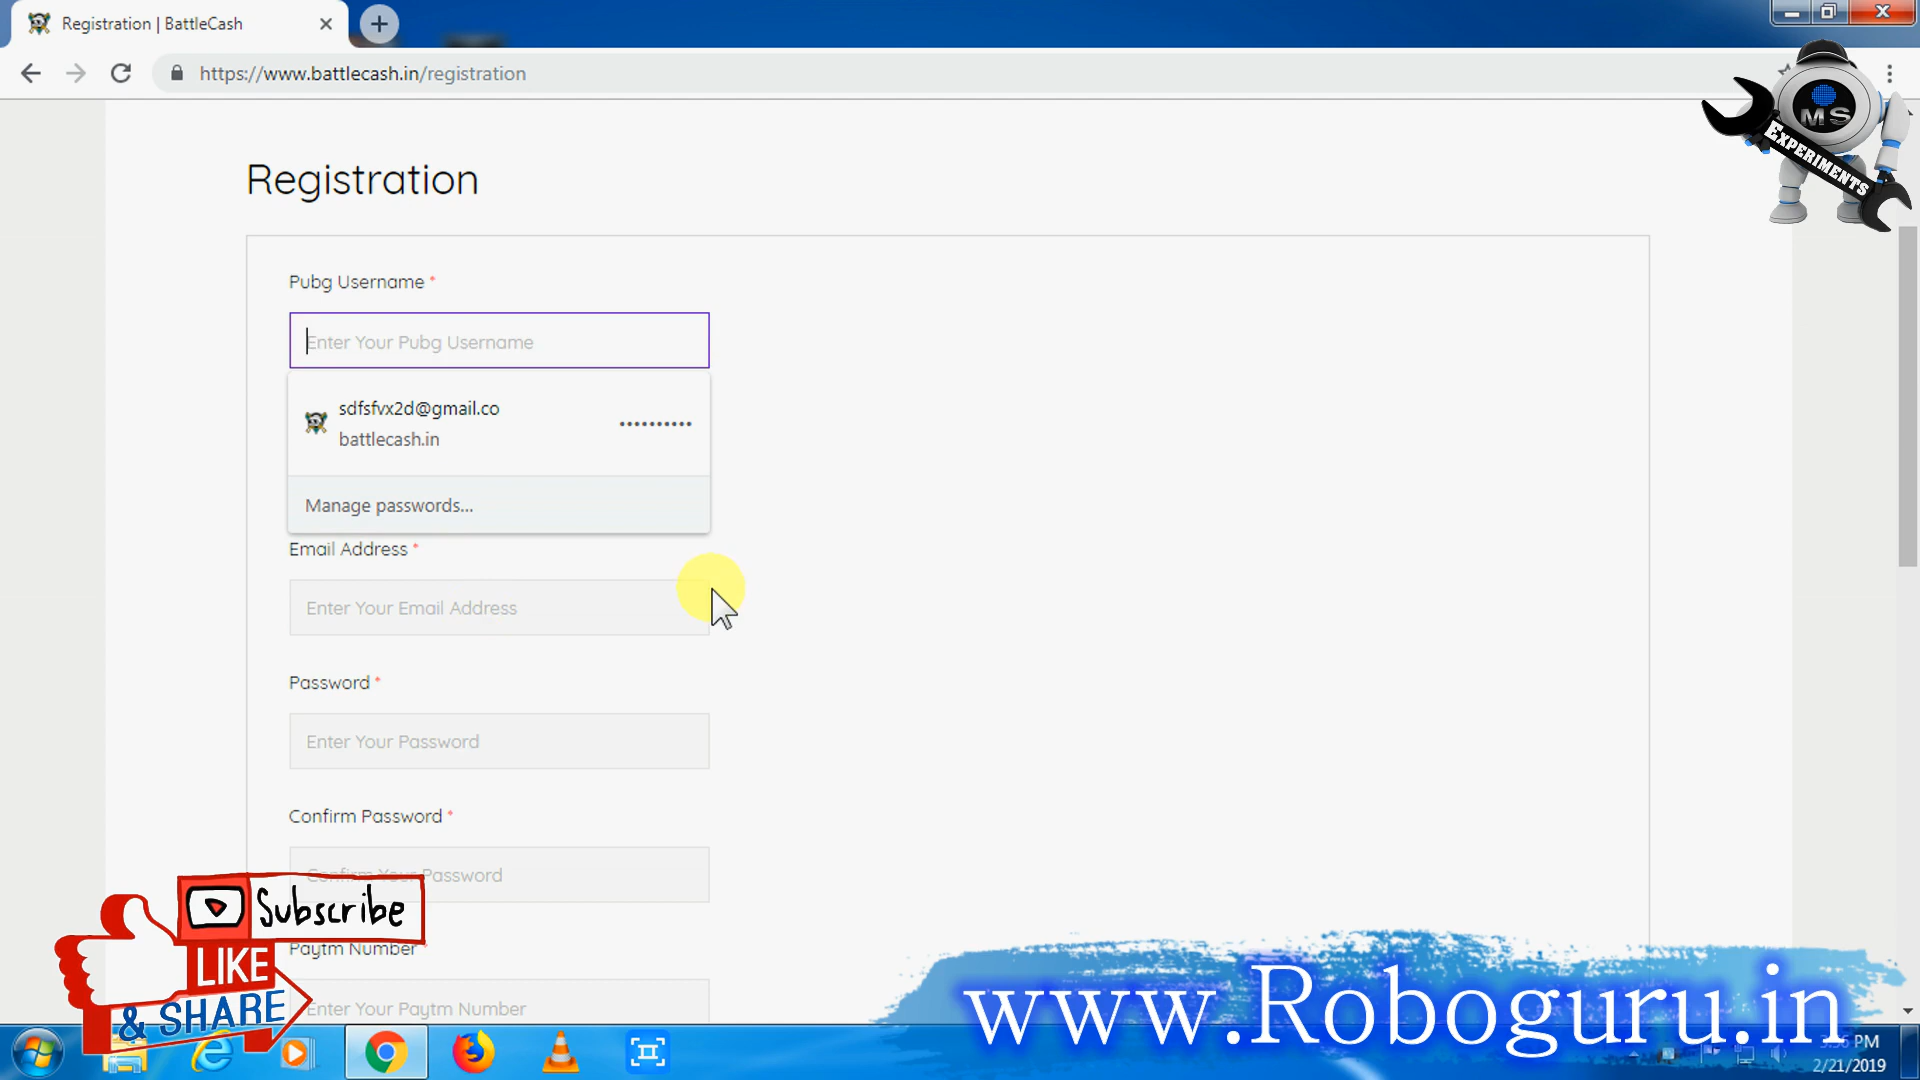 Registration | BattleCash
https://www.battlecash.in/registration
MS
EXPERIMENTS
Registration
Pubg Username *
Enter Your Pubg Username
sdfsfvx2d@gmail.co
••••••••••
battlecash.in
Manage passwords...
Email Address *
Enter Your Email Address
Password *
Enter Your Password
Confirm Password *
Confirm Your Password
Subscribe
Paytm Number
LIKE
& SHARE
Enter Your Paytm Number
www.Roboguru.in
PM
2/21/2019